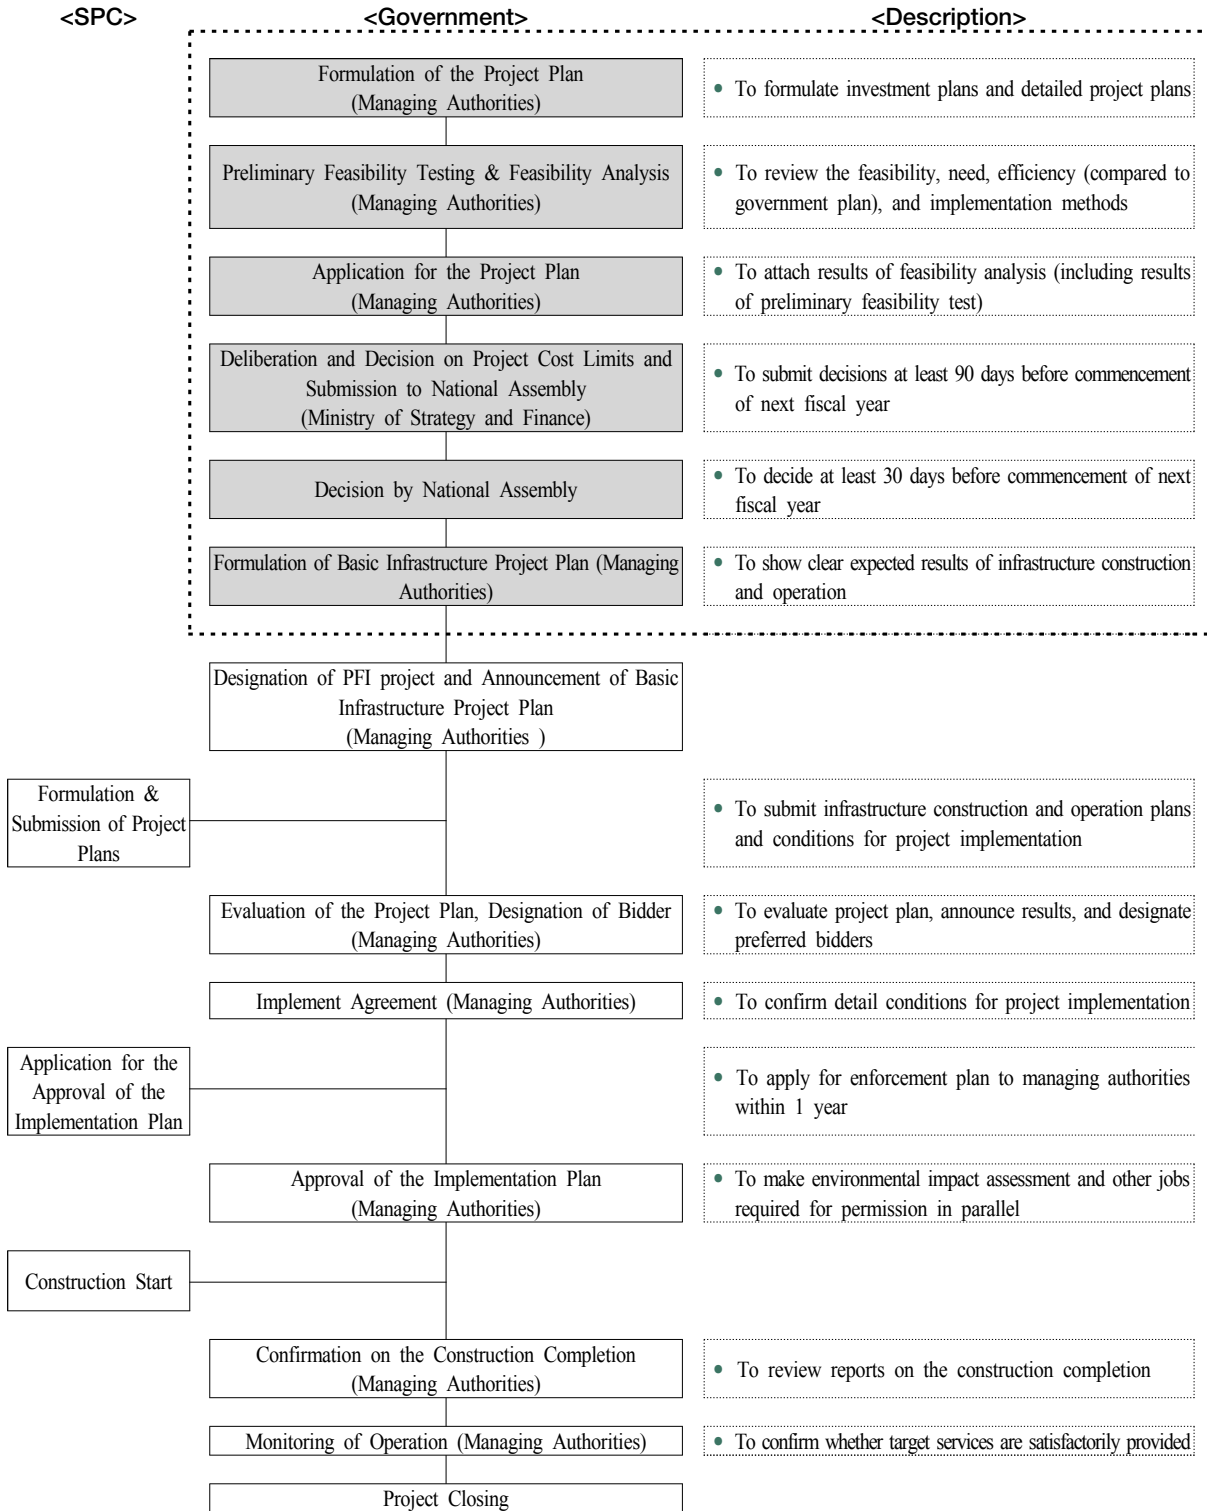 <SPC> <Government> <Description>
Formulation of the Project Plan
(Managing Authorities)
• To formulate investment plans and detailed project plans
Preliminary Feasibility Testing & Feasibility Analysis
(Managing Authorities)
• To review the feasibility, need, efficiency (compared to
government plan), and implementation methods
Application for the Project Plan
(Managing Authorities)
• To attach results of feasibility analysis (including results
of preliminary feasibility test)
Deliberation and Decision on Project Cost Limits and
Submission to National Assembly
(Ministry of Strategy and Finance)
• To submit decisions at least 90 days before commencement
of next fiscal year
Decision by National Assembly
• To decide at least 30 days before commencement of next
fiscal year
Formulation of Basic Infrastructure Project Plan (Managing
Authorities)
• To show clear expected results of infrastructure construction
and operation
Designation of PFI project and Announcement of Basic
Infrastructure Project Plan
(Managing Authorities )
Formulation &
Submission of Project
Plans
• To submit infrastructure construction and operation plans
and conditions for project implementation
Evaluation of the Project Plan, Designation of Bidder
(Managing Authorities)
• To evaluate project plan, announce results, and designate
preferred bidders
Implement Agreement (Managing Authorities)
• To confirm detail conditions for project implementation
Application for the
Approval of the
Implementation Plan
• To apply for enforcement plan to managing authorities
within 1 year
Approval of the Implementation Plan
(Managing Authorities)
• To make environmental impact assessment and other jobs
required for permission in parallel
Construction Start
Confirmation on the Construction Completion
(Managing Authorities)
• To review reports on the construction completion
Monitoring of Operation (Managing Authorities)
• To confirm whether target services are satisfactorily provided
Project Closing